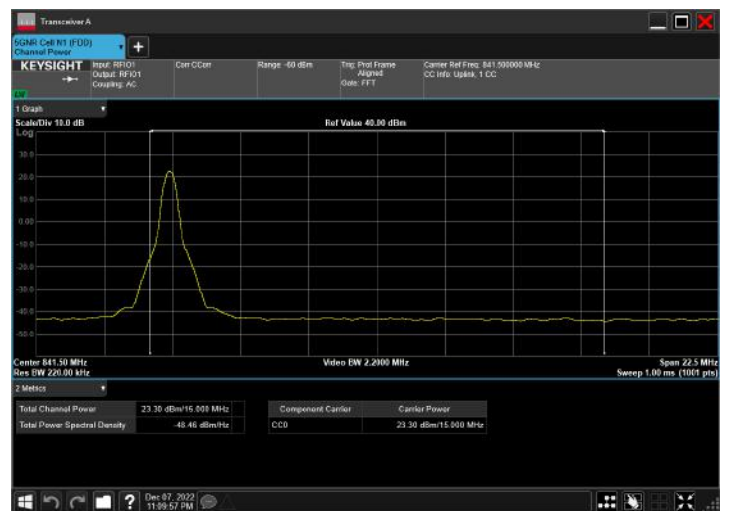 Transceiver A
5GNR Cell N1 (FDD)
Channel Power
+
KEYSIGHT
Input: RFIO1
Output: RFIO1
Coupling: AC
Corr CCorr
Range -60 dBm
Trig: Prot Frame
Aligned
Gate: FFT
Carrier Ref Freq: 841.500000 MHz
CC Info: Uplink, 1 CC
1 Graph
Scale/Div 10.0 dB
Ref Value 40.00 dBm
Log
30.0
20.0
10.0
0.00
-10.0
-20.0
-30.0
-40.0
-50.0
Center 841.50 MHz
Video BW 2.2000 MHz
Span 22.5 MHz
Res BW 220.00 kHz
Sweep 1.00 ms (1001 pts)
2 Metrics
Total Channel Power 23.30 dBm/15.000 MHz
Total Power Spectral Density -48.46 dBm/Hz
Component Carrier Carrier Power
CC0 23.30 dBm/15.000 MHz
?
Dec 07, 2022
11:09:57 PM